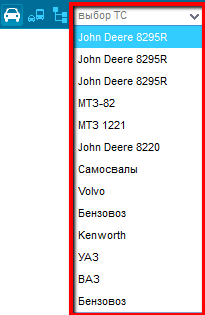 выбор ТС
John Deere 8295R
John Deere 8295R
John Deere 8295R
МТЗ-82
МТЗ 1221
John Deere 8220
Самосвалы
Volvo
Бензовоз
Kenworth
УАЗ
ВАЗ
Бензовоз